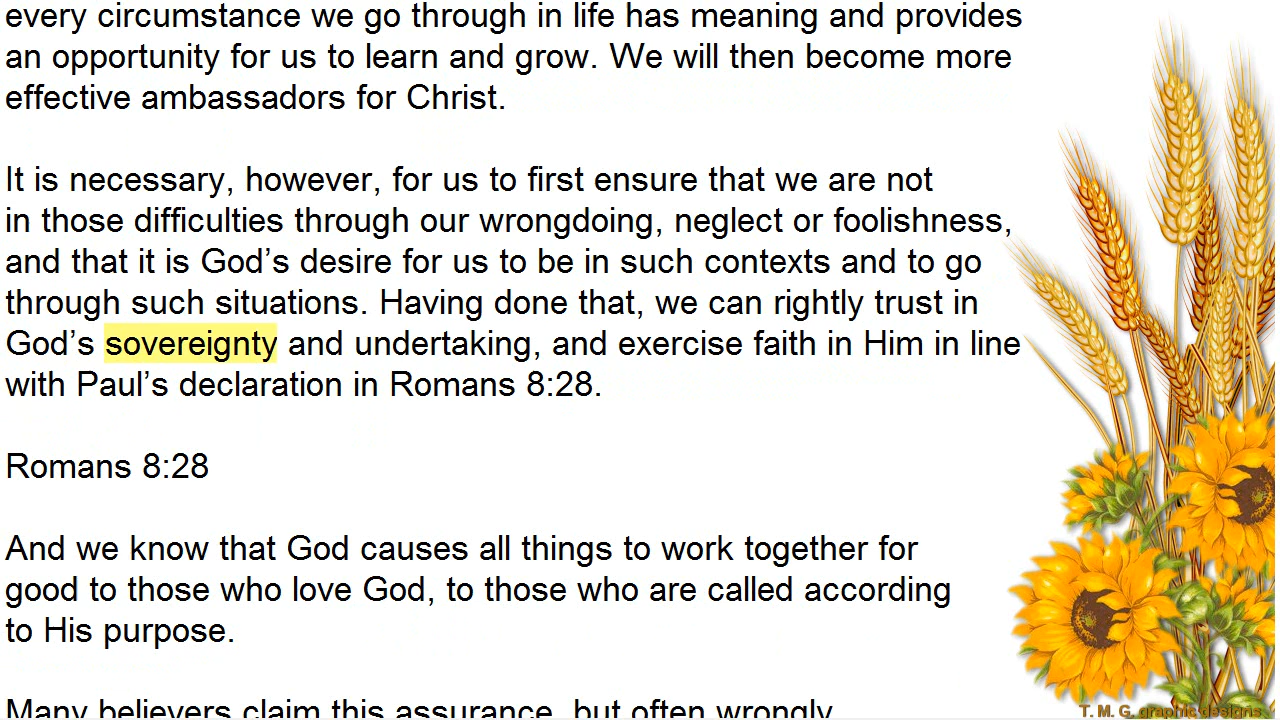 every circumstance we go through in life has meaning and provides
an opportunity for us to learn and grow. We will then become more
effective ambassadors for Christ.
It is necessary, however, for us to first ensure that we are not
in those difficulties through our wrongdoing, neglect or foolishness,
and that it is God’s desire for us to be in such contexts and to go
through such situations. Having done that, we can rightly trust in
God’s sovereignty and undertaking, and exercise faith in Him in line
with Paul’s declaration in Romans 8:28.
Romans 8:28
And we know that God causes all things to work together for
good to those who love God, to those who are called according
to His purpose.
Many believers claim this assurance, but often wrongly
T. M. G. graphic designs